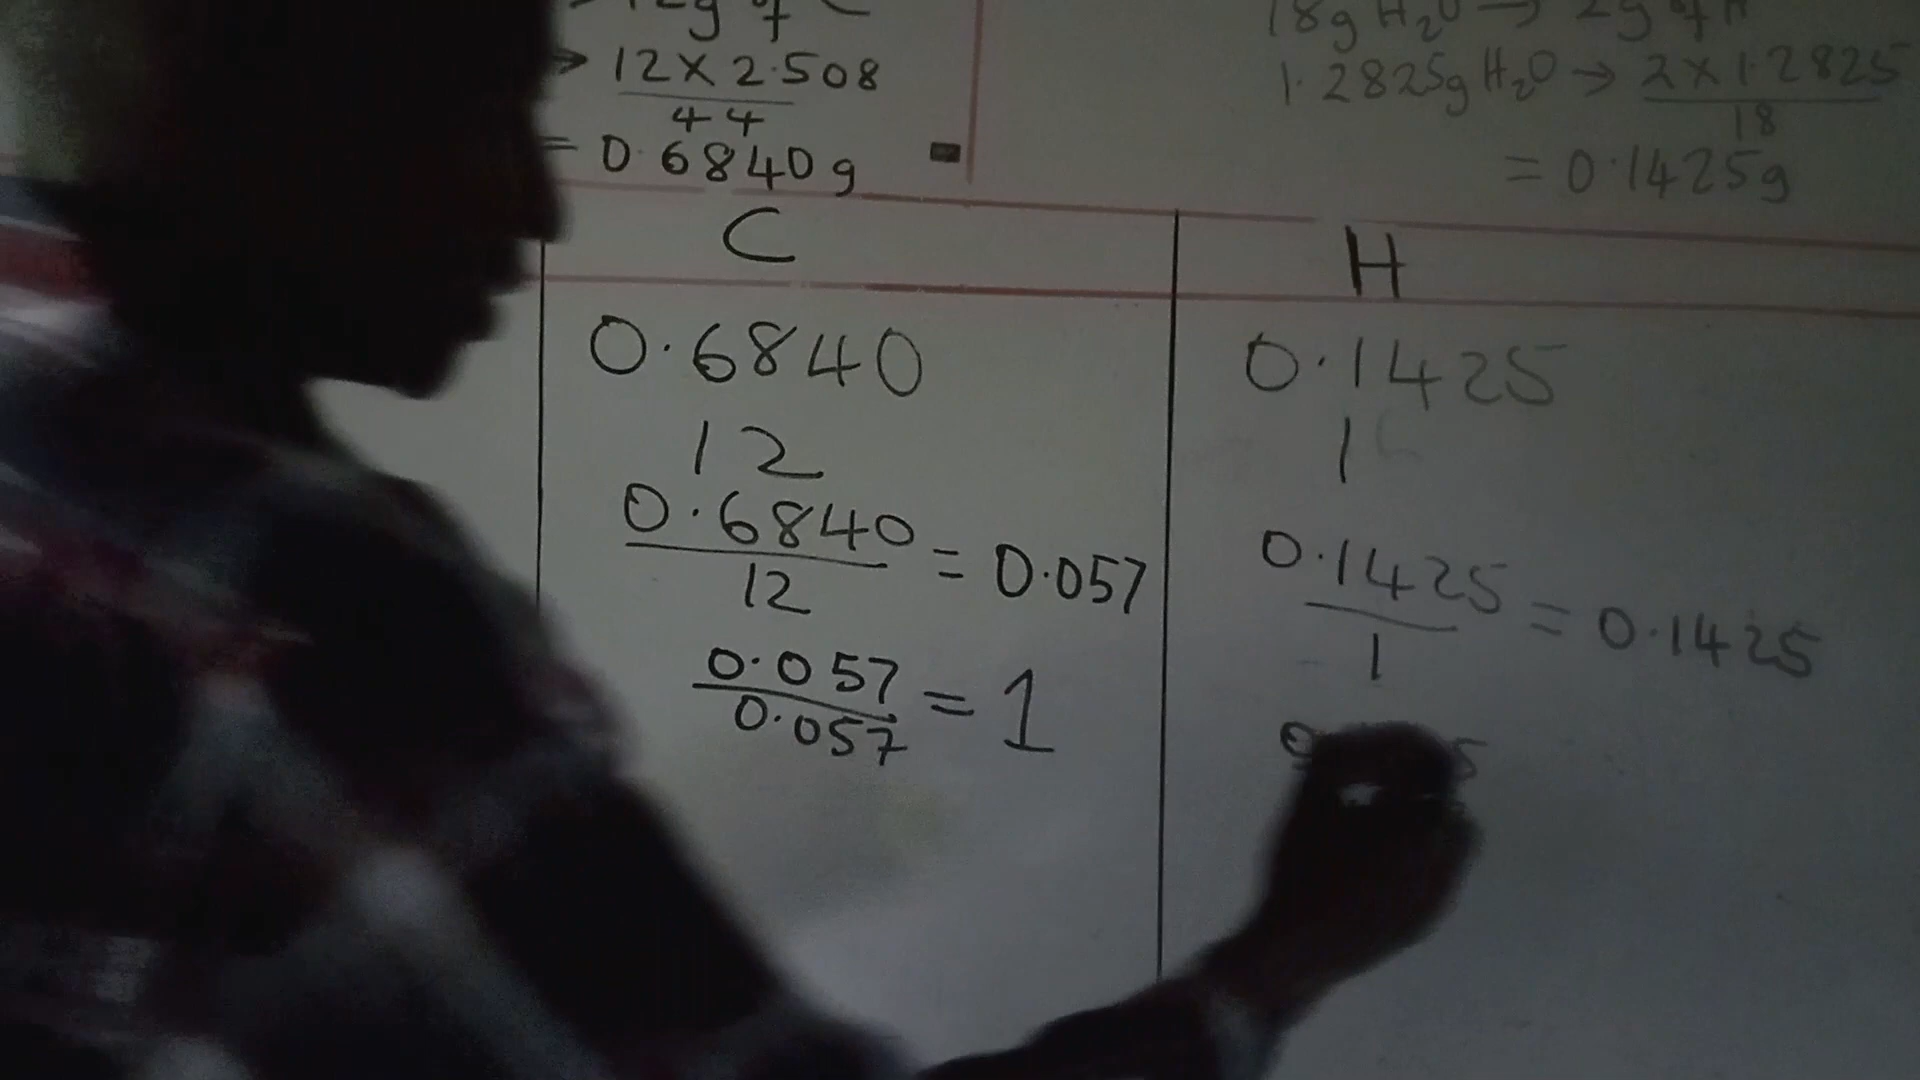 12g of C
→ 12 × 2.508
44
= 0.6840g
18g H₂O → 2g of H
1.2825g H₂O → 2 × 1.2825
18
= 0.1425g
C
0.6840
12
0.6840
12
= 0.057
0.057
0.057
= 1
H
0.1425
1
0.1425
1
= 0.1425